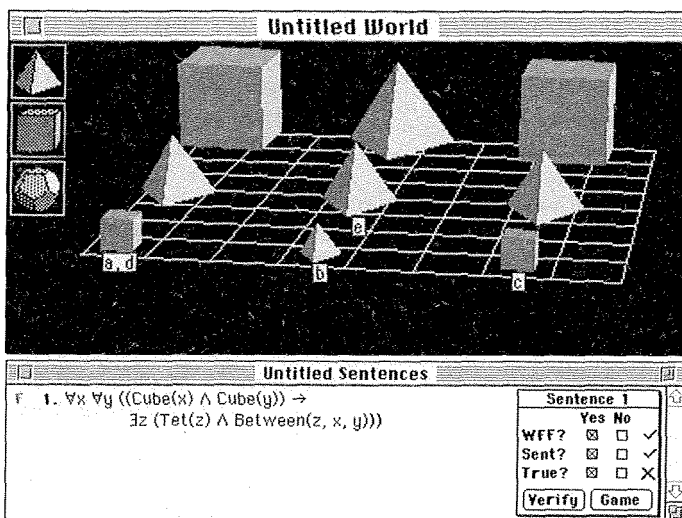 Untitled World
e
a, d
b
c
Untitled Sentences
F 1. ∀x ∀y ((Cube(x) ∧ Cube(y)) →
∃z (Tet(z) ∧ Between(z, x, y)))
Sentence 1
Yes No
WFF?
Sent?
True?
Verify Game